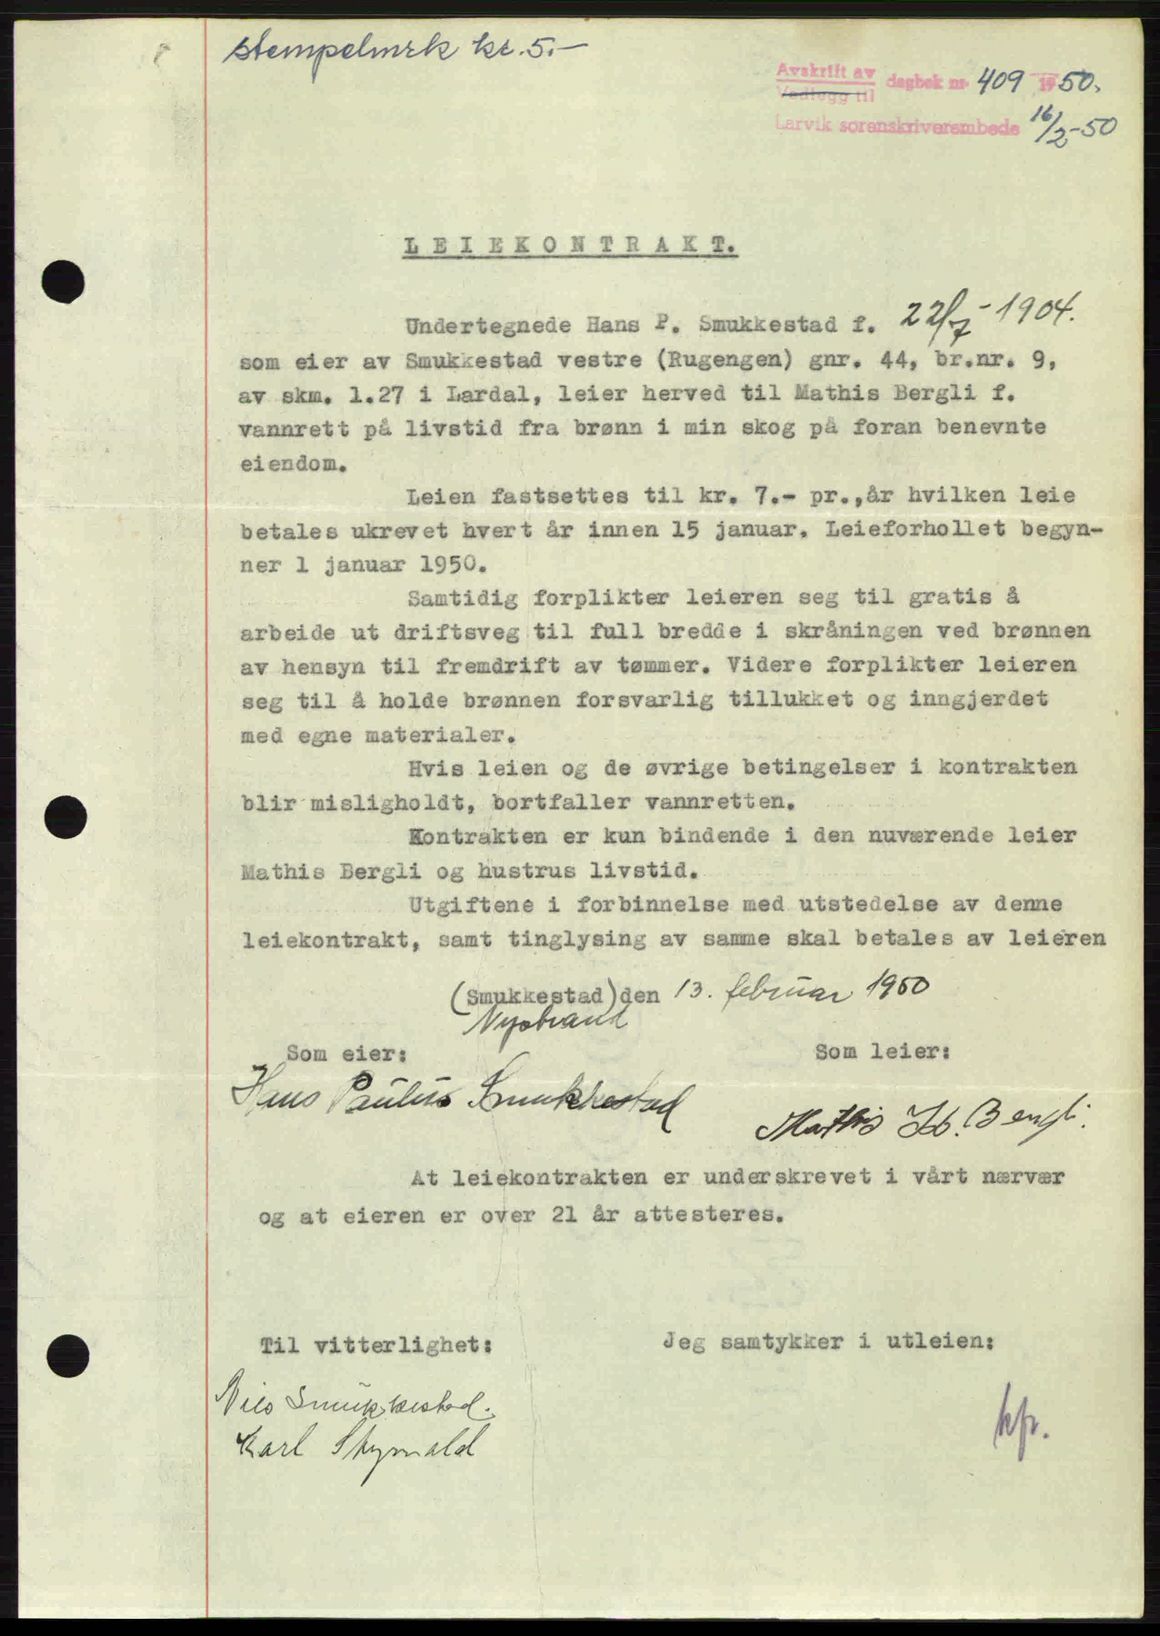 stempelmrk kr. 5.-
Avskrift av
Vedlegg til
dagbok nr. 409 1950.
Larvik sorenskriverembede 16/2-50
LEIEKONTRAKT.
Undertegnede Hans P. Smukkestad f. 22/7-1904.
som eier av Smukkestad vestre (Rugengen) gnr. 44, br.nr. 9,
av skm. 1.27 i Lardal, leier herved til Mathis Bergli f.
vannrett på livstid fra brønn i min skog på foran benevnte
eiendom.
Leien fastsettes til kr. 7.- pr.,år hvilken leie
betales ukrevet hvert år innen 15 januar. Leieforhollet begyn-
ner 1 januar 1950.
Samtidig forplikter leieren seg til gratis å
arbeide ut driftsveg til full bredde i skråningen ved brønnen
av hensyn til fremdrift av tømmer. Videre forplikter leieren
seg til å holde brønnen forsvarlig tillukket og inngjerdet
med egne materialer.
Hvis leien og de øvrige betingelser i kontrakten
blir misligholdt, bortfaller vannretten.
Kontrakten er kun bindende i den nuværende leier
Mathis Bergli og hustrus livstid.
Utgiftene i forbinnelse med utstedelse av denne
leiekontrakt, samt tinglysing av samme skal betales av leieren
(Smukkestad) den 13. februar 1950
Nystrand
Som eier:
Som leier:
Hans Paulus Smukkestad
Mathis Bergli.
At leiekontrakten er underskrevet i vårt nærvær
og at eieren er over 21 år attesteres.
Til vitterlighet:
Jeg samtykker i utleien:
Nils Smukkestad.
Karl